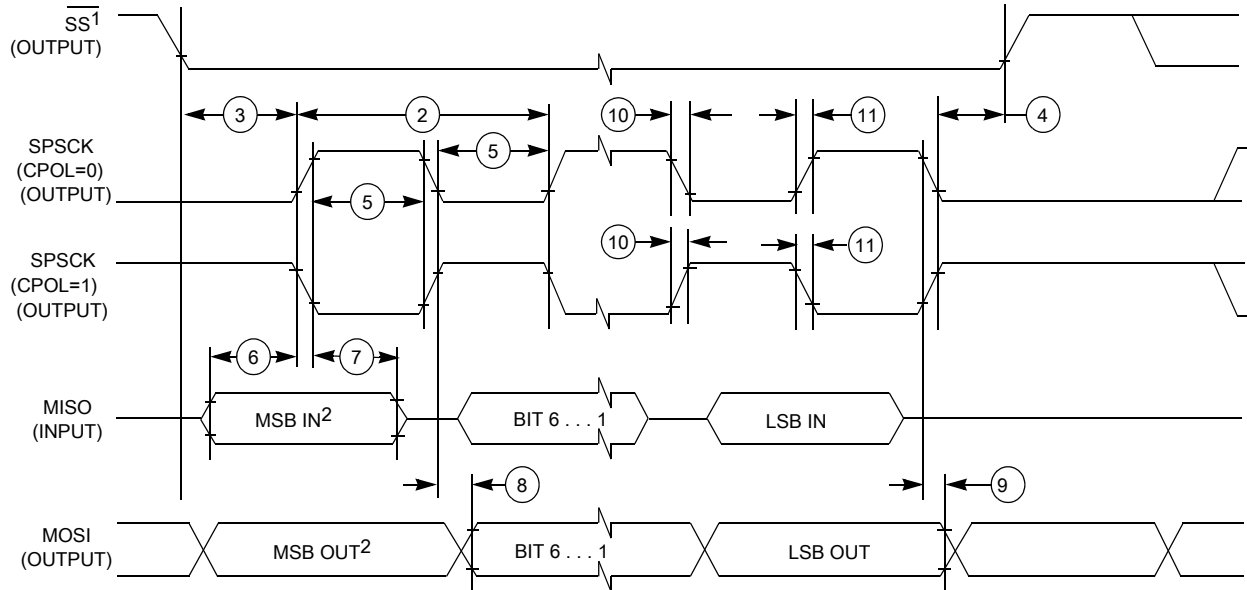 SS1
(OUTPUT)
3
2
10
11
4
SPSCK
(CPOL=0)
(OUTPUT)
5
5
SPSCK
(CPOL=1)
(OUTPUT)
10
11
6
7
MISO
(INPUT)
MSB IN2
BIT 6 . . . 1
LSB IN
8
9
MOSI
(OUTPUT)
MSB OUT2
BIT 6 . . . 1
LSB OUT